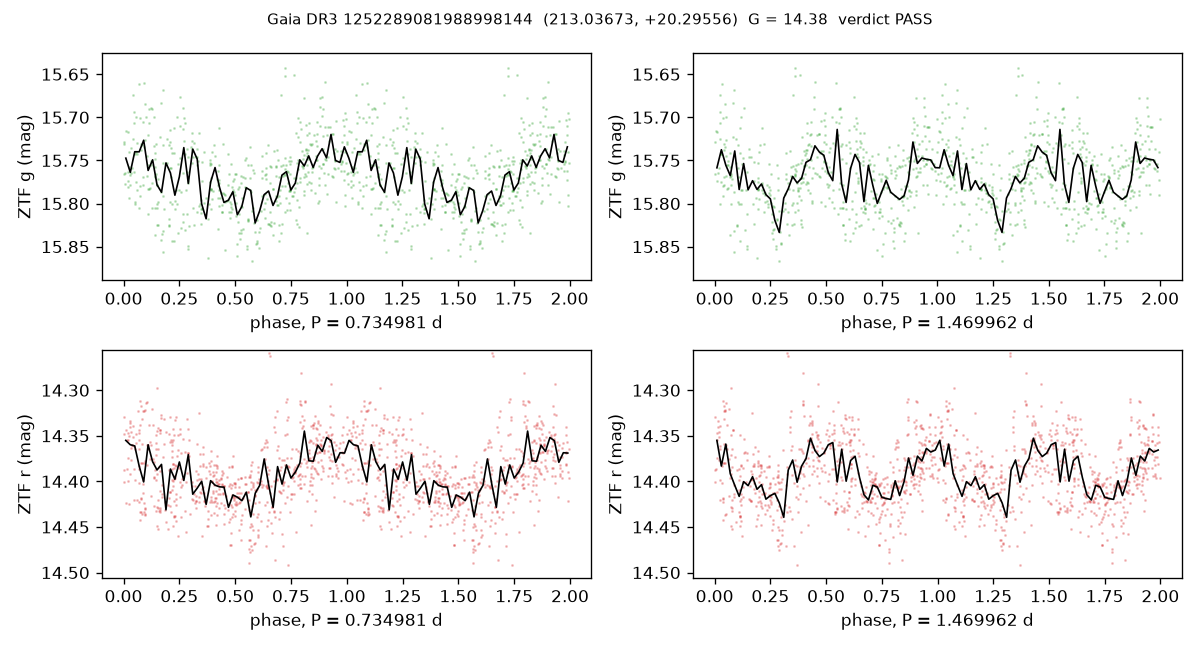 Gaia DR3 1252289081988998144  (213.03673, +20.29556)  G = 14.38  verdict PASS
ZTF g (mag)
15.65
15.70
15.75
15.80
15.85
0.00 0.25 0.50 0.75 1.00 1.25 1.50 1.75 2.00
phase, P = 0.734981 d
ZTF g (mag)
15.65
15.70
15.75
15.80
15.85
0.00 0.25 0.50 0.75 1.00 1.25 1.50 1.75 2.00
phase, P = 1.469962 d
ZTF r (mag)
14.30
14.35
14.40
14.45
14.50
0.00 0.25 0.50 0.75 1.00 1.25 1.50 1.75 2.00
phase, P = 0.734981 d
ZTF r (mag)
14.30
14.35
14.40
14.45
14.50
0.00 0.25 0.50 0.75 1.00 1.25 1.50 1.75 2.00
phase, P = 1.469962 d